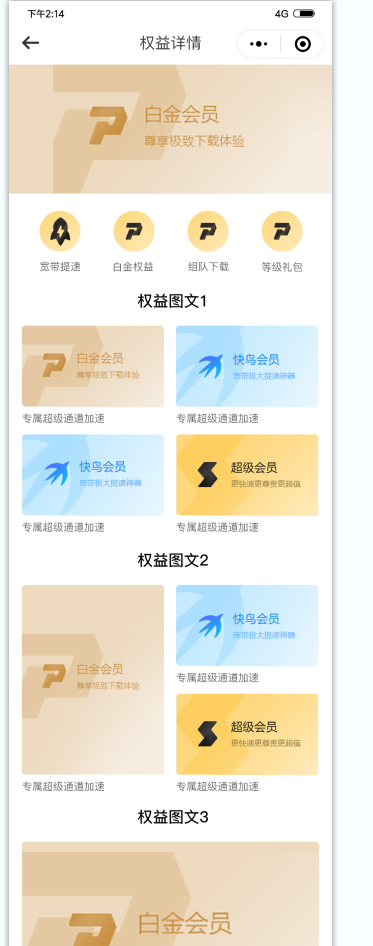 下午2:14
4G
权益详情
白金会员
尊享极致下载体验
宽带提速
白金权益
组队下载
等级礼包
权益图文1
白金会员
尊享极致下载体验
快鸟会员
宽带极大提速神器
专属超级通道加速
专属超级通道加速
快鸟会员
宽带极大提速神器
超级会员
更快速更尊贵更超值
专属超级通道加速
专属超级通道加速
权益图文2
白金会员
尊享极致下载体验
快鸟会员
宽带极大提速神器
专属超级通道加速
超级会员
更快速更尊贵更超值
专属超级通道加速
专属超级通道加速
权益图文3
白金会员